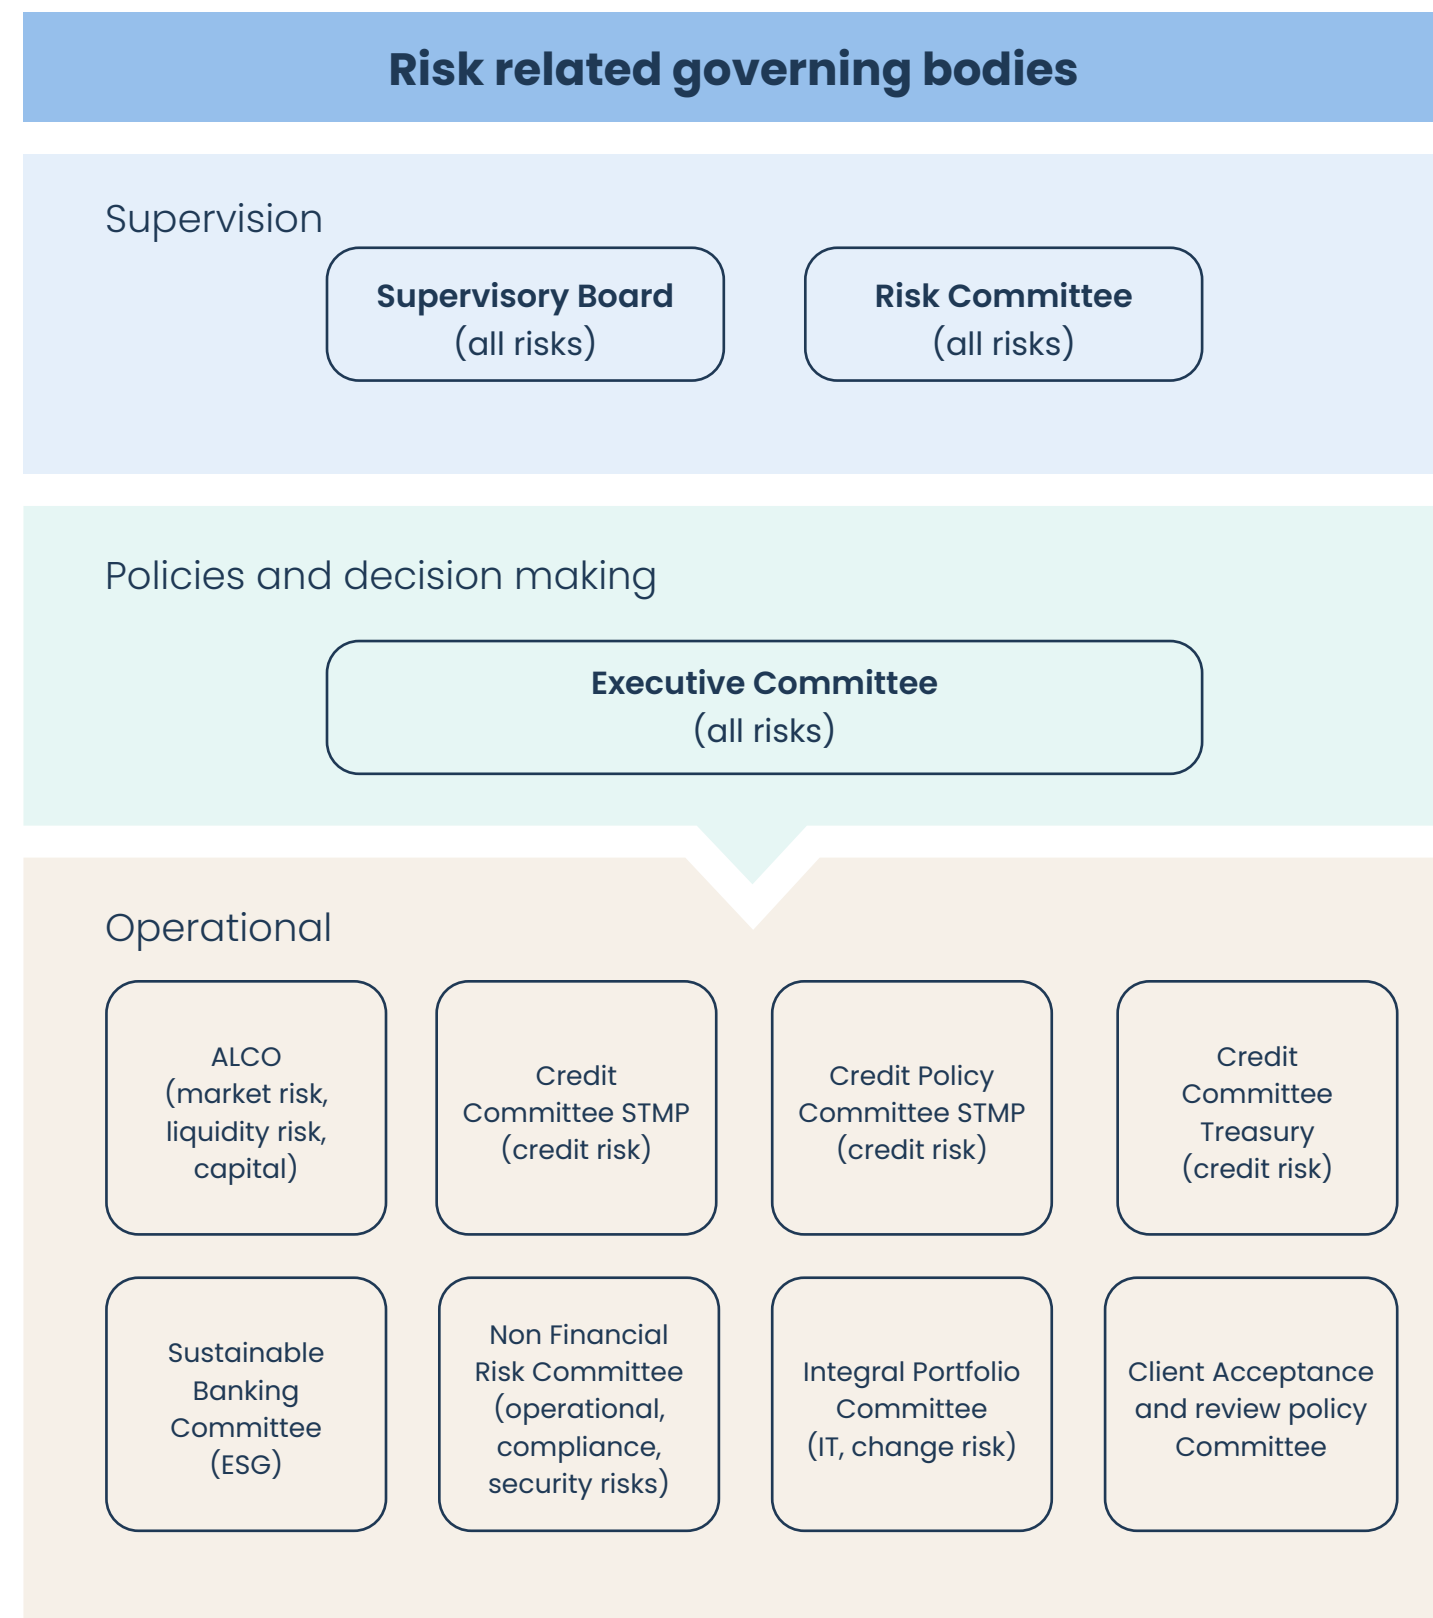 Risk related governing bodies
Supervision
Supervisory Board
(all risks)
Risk Committee
(all risks)
Policies and decision making
Executive Committee
(all risks)
Operational
ALCO
(market risk,
liquidity risk,
capital)
Credit
Committee STMP
(credit risk)
Credit Policy
Committee STMP
(credit risk)
Credit
Committee
Treasury
(credit risk)
Sustainable
Banking
Committee
(ESG)
Non Financial
Risk Committee
(operational,
compliance,
security risks)
Integral Portfolio
Committee
(IT, change risk)
Client Acceptance
and review policy
Committee